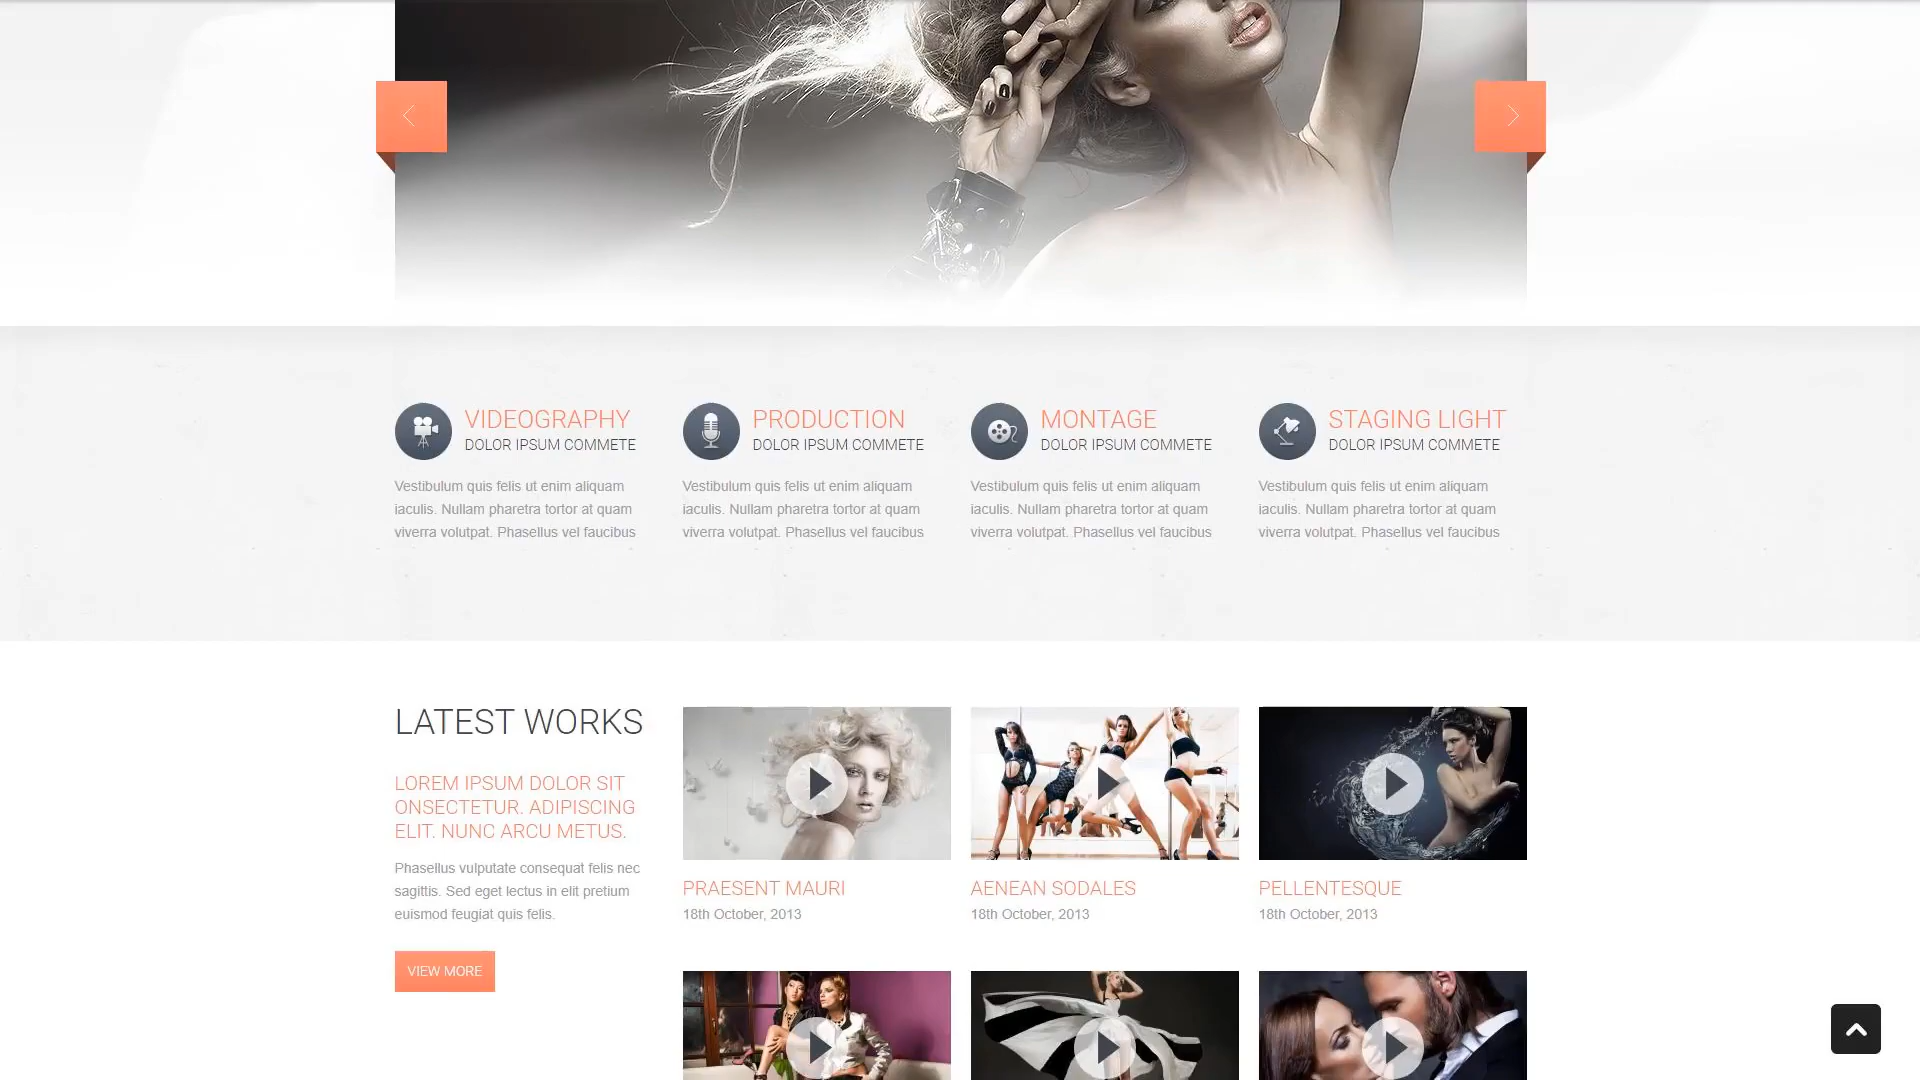 VIDEOGRAPHY
DOLOR IPSUM COMMETE
Vestibulum quis felis ut enim aliquam
iaculis. Nullam pharetra tortor at quam
viverra volutpat. Phasellus vel faucibus
PRODUCTION
DOLOR IPSUM COMMETE
Vestibulum quis felis ut enim aliquam
iaculis. Nullam pharetra tortor at quam
viverra volutpat. Phasellus vel faucibus
MONTAGE
DOLOR IPSUM COMMETE
Vestibulum quis felis ut enim aliquam
iaculis. Nullam pharetra tortor at quam
viverra volutpat. Phasellus vel faucibus
STAGING LIGHT
DOLOR IPSUM COMMETE
Vestibulum quis felis ut enim aliquam
iaculis. Nullam pharetra tortor at quam
viverra volutpat. Phasellus vel faucibus
LATEST WORKS
LOREM IPSUM DOLOR SIT
ONSECTETUR. ADIPISCING
ELIT. NUNC ARCU METUS.
Phasellus vulputate consequat felis nec
sagittis. Sed eget lectus in elit pretium
euismod feugiat quis felis.
VIEW MORE
PRAESENT MAURI
18th October, 2013
AENEAN SODALES
18th October, 2013
PELLENTESQUE
18th October, 2013